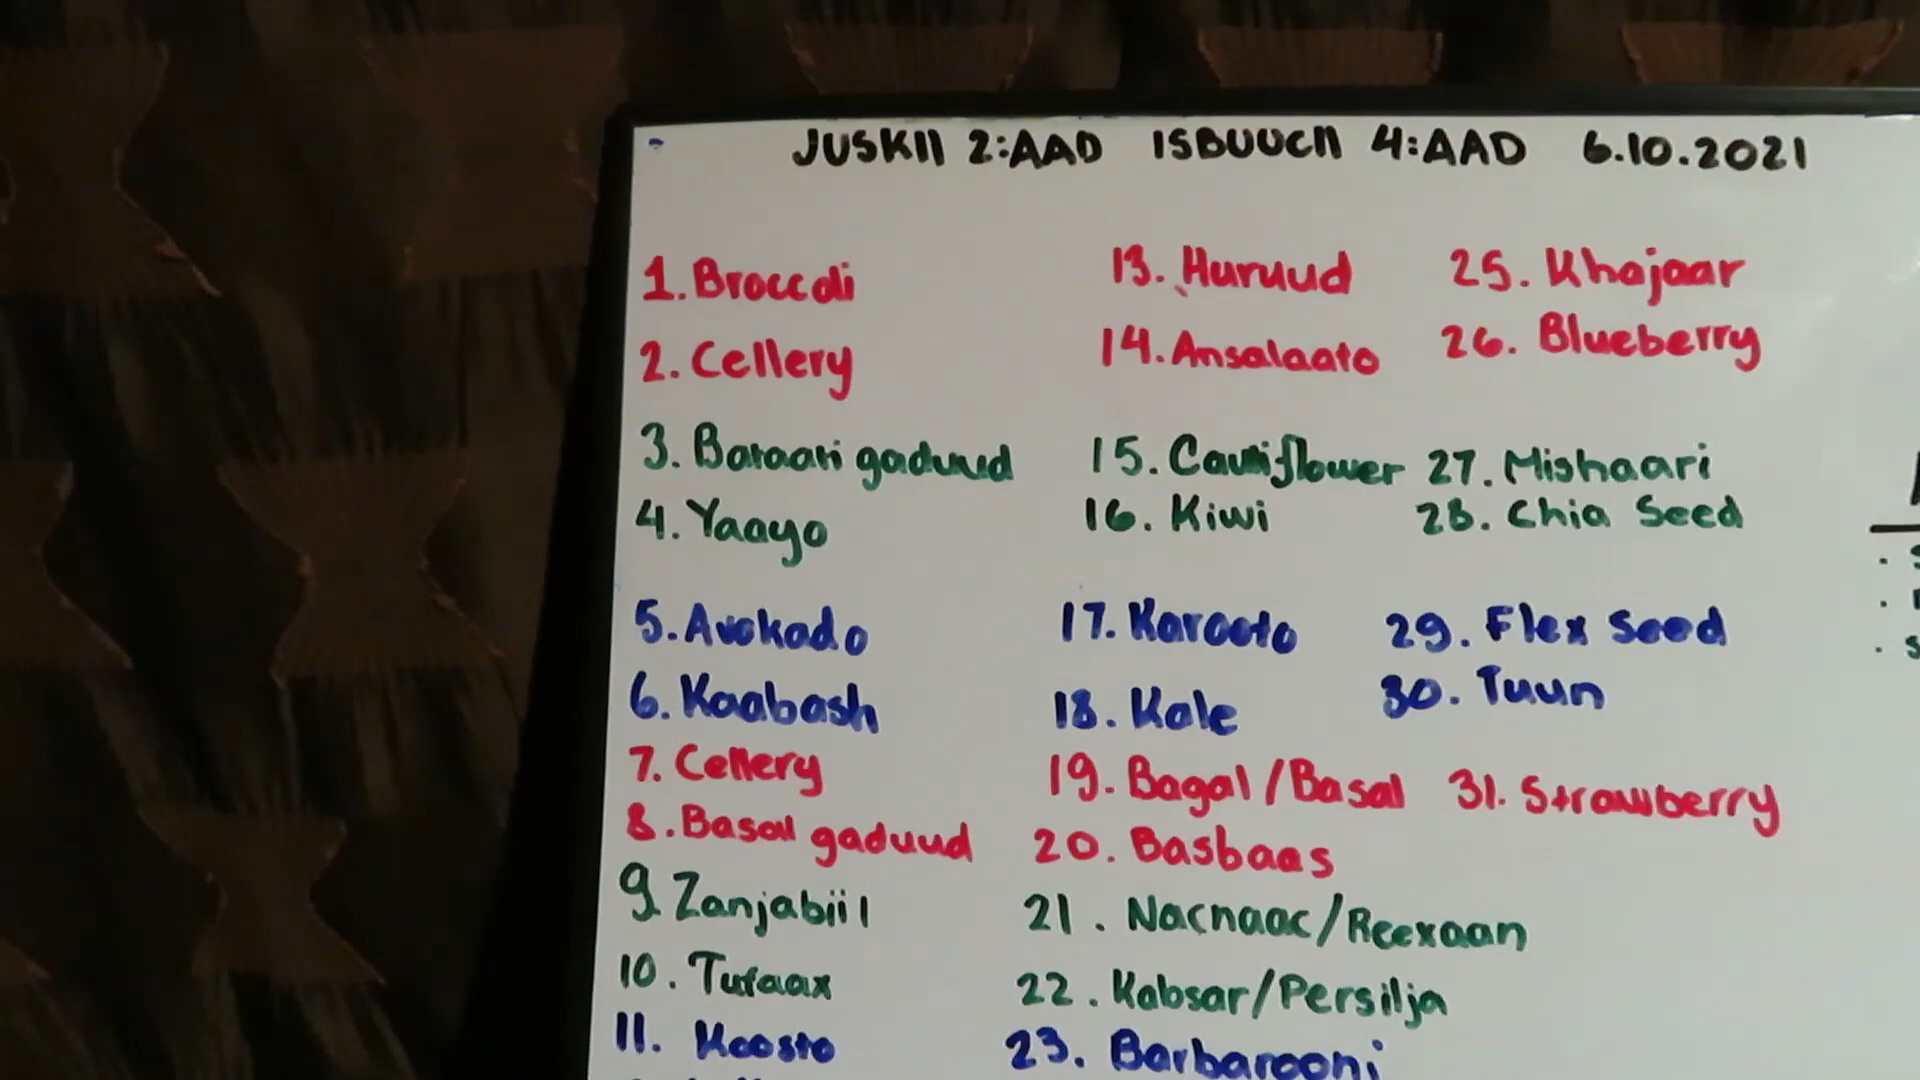 JUSKII 2:AAD ISBUUCII 4:AAD 6.10.2021
1. Broccoli
2. Cellery
3. Baraari gaduud
4. Yaayo
5. Avokado
6. Kaabash
7. Cellery
8. Basal gaduud
9. Zanjabiil
10. Tufaax
11. Koosto
13. Huruud
14. Ansalaato
15. Cauliflower
16. Kiwi
17. Karooto
18. Kale
19. Bagal/Basal
20. Basbaas
21. Nacnaac/Reexaan
22. Kabsar/Persilja
23. Barbarooni
25. Khajaar
26. Blueberry
27. Mishaari
28. Chia Seed
29. Flex Seed
30. Tuun
31. Strawberry